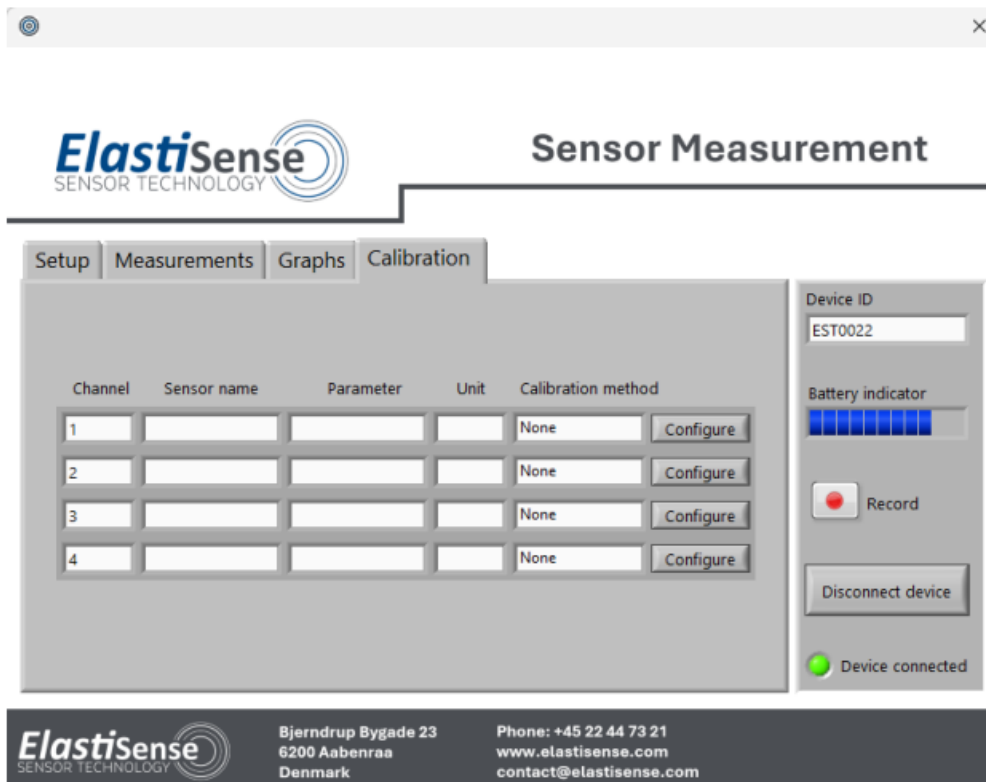 ElastiSense
SENSOR TECHNOLOGY
Sensor Measurement
Setup Measurements Graphs Calibration
Channel Sensor name Parameter Unit Calibration method
1 None Configure
2 None Configure
3 None Configure
4 None Configure
Device ID
EST0022
Battery indicator
Record
Disconnect device
Device connected
ElastiSense
SENSOR TECHNOLOGY
Bjerndrup Bygade 23
6200 Aabenraa
Denmark
Phone: +45 22 44 73 21
www.elastisense.com
contact@elastisense.com